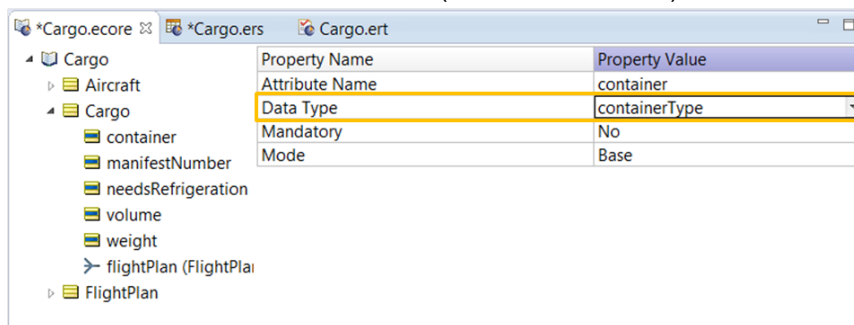 *Cargo.ecore *Cargo.ers Cargo.ert
Cargo Property Name Property Value
Aircraft Attribute Name container
Cargo Data Type containerType
container Mandatory No
manifestNumber Mode Base
needsRefrigeration
volume
weight
flightPlan (FlightPla
FlightPlan